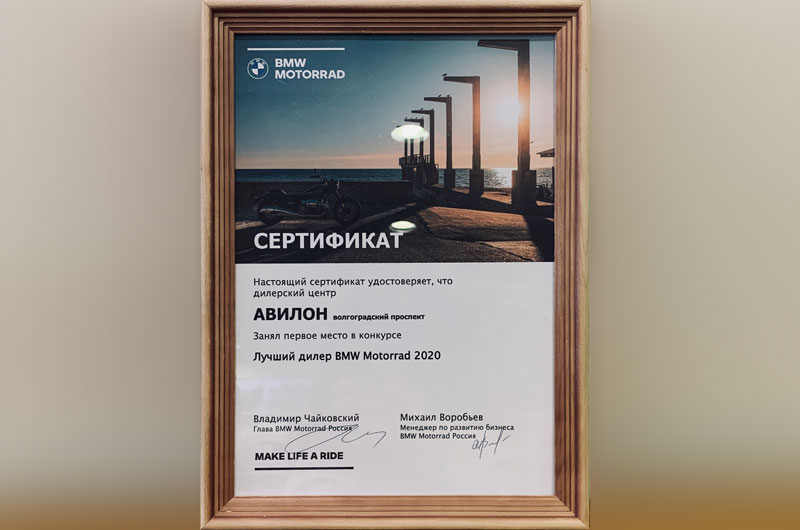 BMW
MOTORRAD
СЕРТИФИКАТ
Настоящий сертификат удостоверяет, что
дилерский центр
АВИЛОН волгоградский проспект
Занял первое место в конкурсе
Лучший дилер BMW Motorrad 2020
Владимир Чайковский
Глава BMW Motorrad Россия
Михаил Воробьев
Менеджер по развитию бизнеса
BMW Motorrad Россия
MAKE LIFE A RIDE